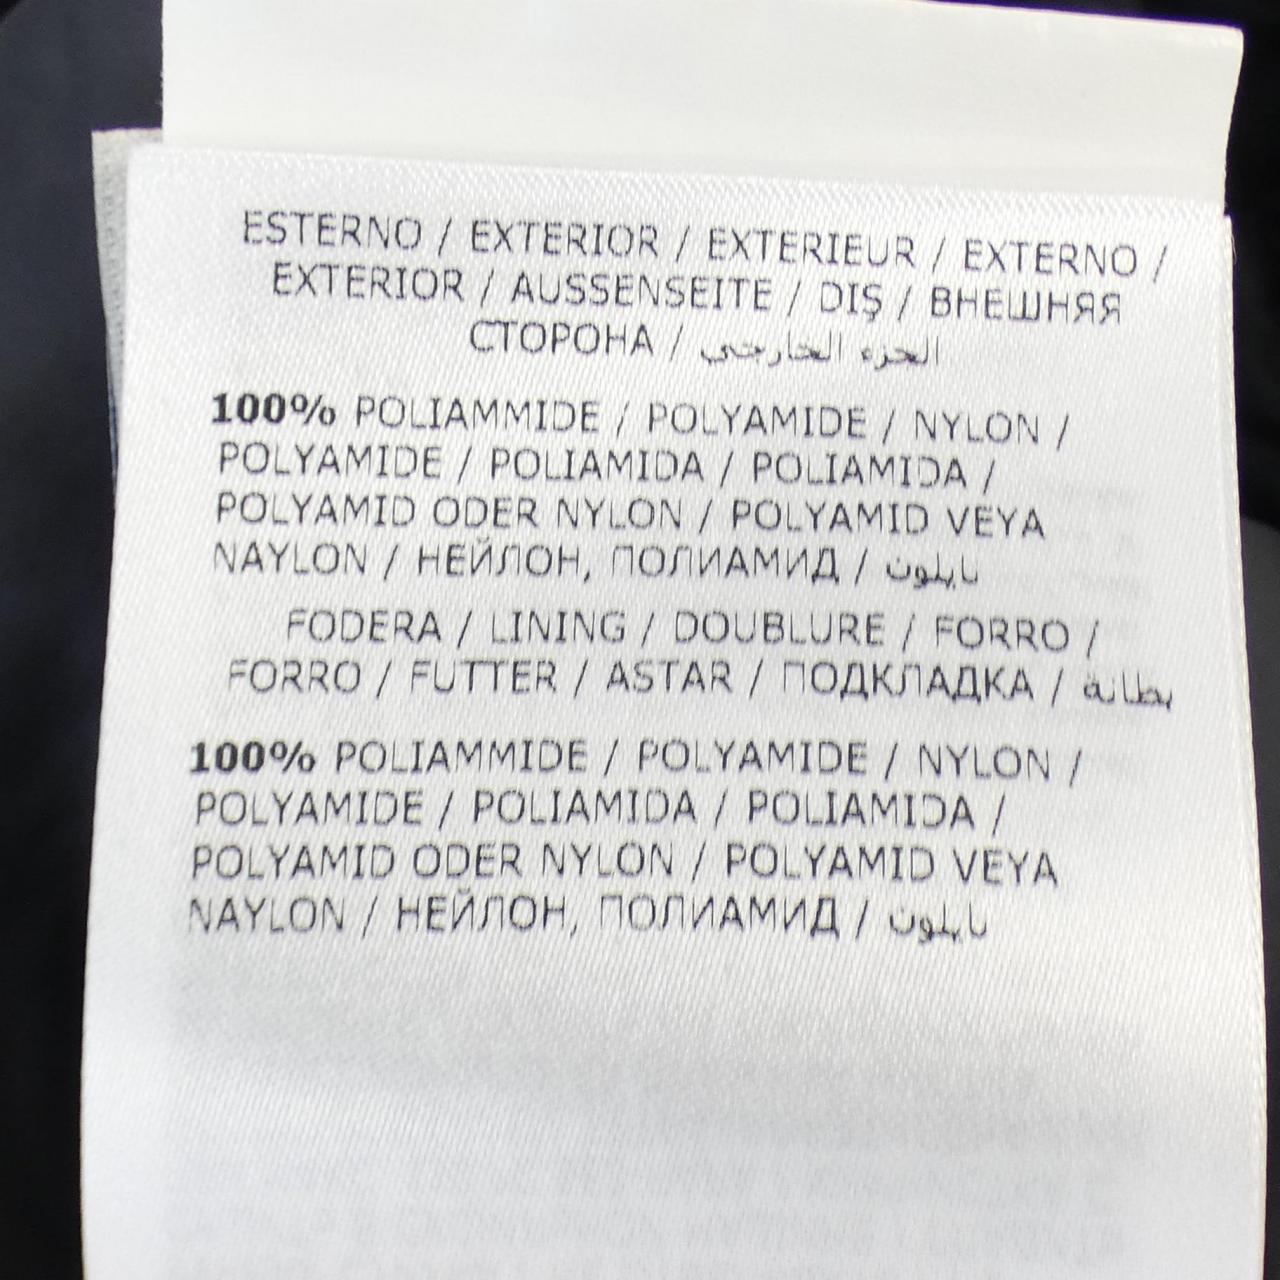 ESTERNO / EXTERIOR / EXTERIEUR / EXTERNO /
EXTERIOR / AUSSENSEITE / DIŞ / ВНЕШНЯЯ
СТОРОНА / الجزء الخارجي
100% POLIAMMIDE / POLYAMIDE / NYLON /
POLYAMIDE / POLIAMIDA / POLIAMIDA /
POLYAMID ODER NYLON / POLYAMID VEYA
NAYLON / НЕЙЛОН, ПОЛИАМИД / نايلون
FODERA / LINING / DOUBLURE / FORRO /
FORRO / FUTTER / ASTAR / ПОДКЛАДКА / بطانة
100% POLIAMMIDE / POLYAMIDE / NYLON /
POLYAMIDE / POLIAMIDA / POLIAMIDA /
POLYAMID ODER NYLON / POLYAMID VEYA
NAYLON / НЕЙЛОН, ПОЛИАМИД / نايلون